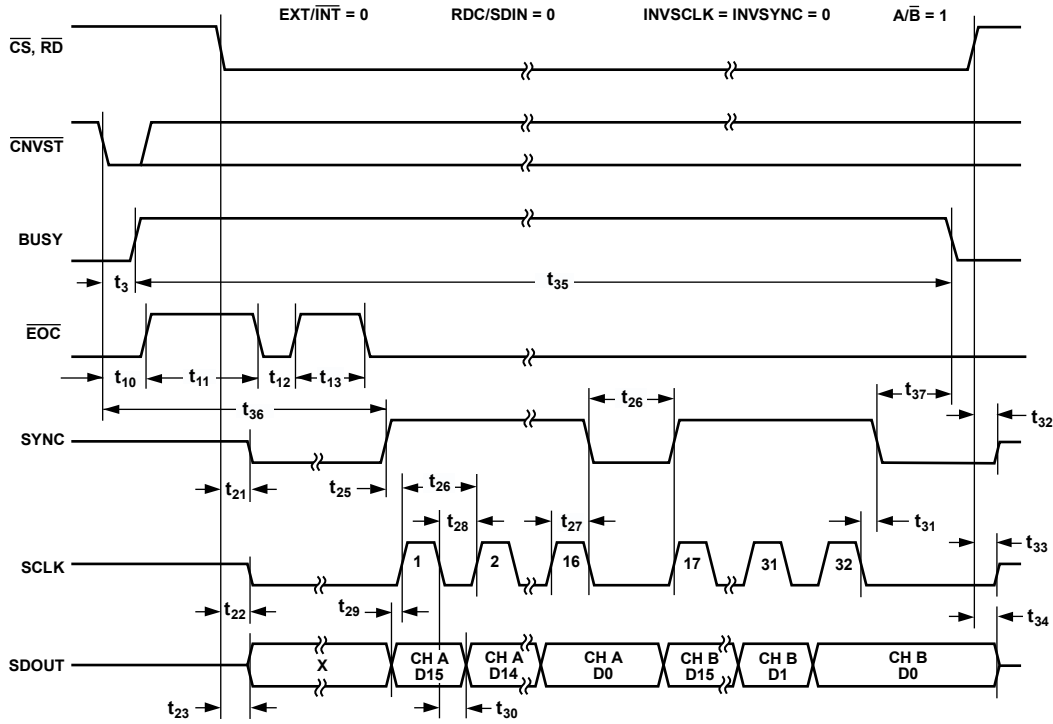 EXT/INT = 0 RDC/SDIN = 0 INVSCLK = INVSYNC = 0 A/B = 1
CS, RD
CNVST
BUSY
t3 t35
EOC
t10 t11 t12 t13
t36 t26 t37
t32
SYNC
t21 t25 t26
t28 t27 t31
t33
SCLK 1 2 16 17 31 32
t22 t29
t34
SDOUT X CH A D15 CH A D14 CH A D0 CH B D15 CH B D1 CH B D0
t23 t30